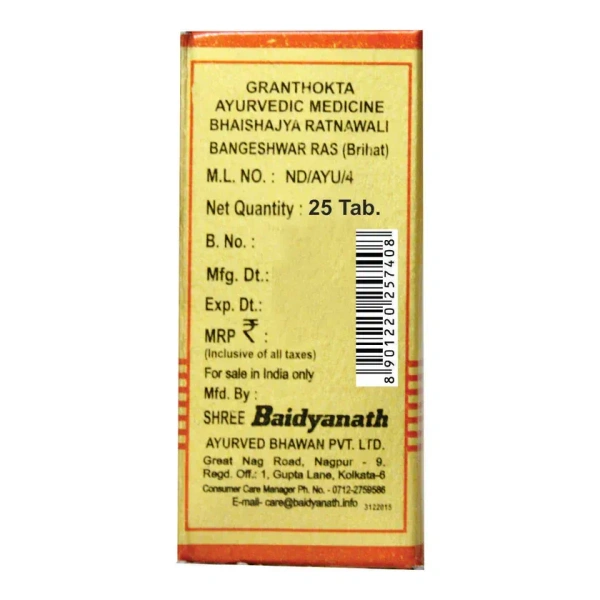 GRANTHOKTA
AYURVEDIC MEDICINE
BHAISHAJYA RATNAWALI
BANGESHWAR RAS (Brihat)
M.L. NO. : ND/AYU/4
Net Quantity : 25 Tab.
B. No. :
Mfg. Dt.:
Exp. Dt.:
MRP ₹ :
(Inclusive of all taxes)
For sale in India only
Mfd. By :
SHREE Baidyanath
AYURVED BHAWAN PVT. LTD.
Great Nag Road, Nagpur - 9.
Regd. Off.: 1, Gupta Lane, Kolkata-6
Consumer Care Manager Ph. No. - 0712-2759586
E-mail- care@baidyanath.info 3122015
8901220257408